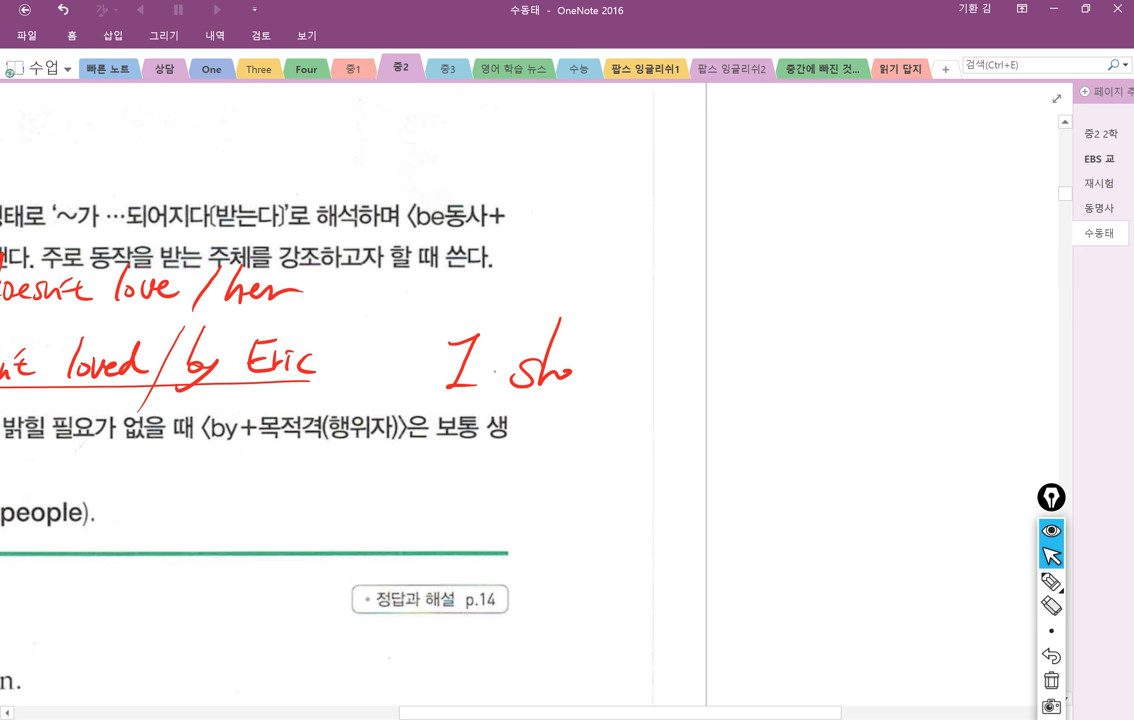 수동태 - OneNote 2016
기환 김
파일 홈 삽입 그리기 내역 검토 보기
수업 빠른 노트 상담 One Three Four 중1 중2 중3 영어 학습 뉴스 수능 팝스 잉글리쉬1 팝스 잉글리쉬2 중간에 빠진 것... 읽기 답지 검색(Ctrl+E)
페이지 추
중2 2학
EBS 교
재시험
동명사
수동태
형태로 '~가 …되어지다[받는다]'로 해석하며 <be동사+
낸다. 주로 동작을 받는 주체를 강조하고자 할 때 쓴다.
doesn't love / her
n't loved / by Eric I sho
밝힐 필요가 없을 때 <by+목적격(행위자)>은 보통 생
people).
• 정답과 해설 p.14
n.